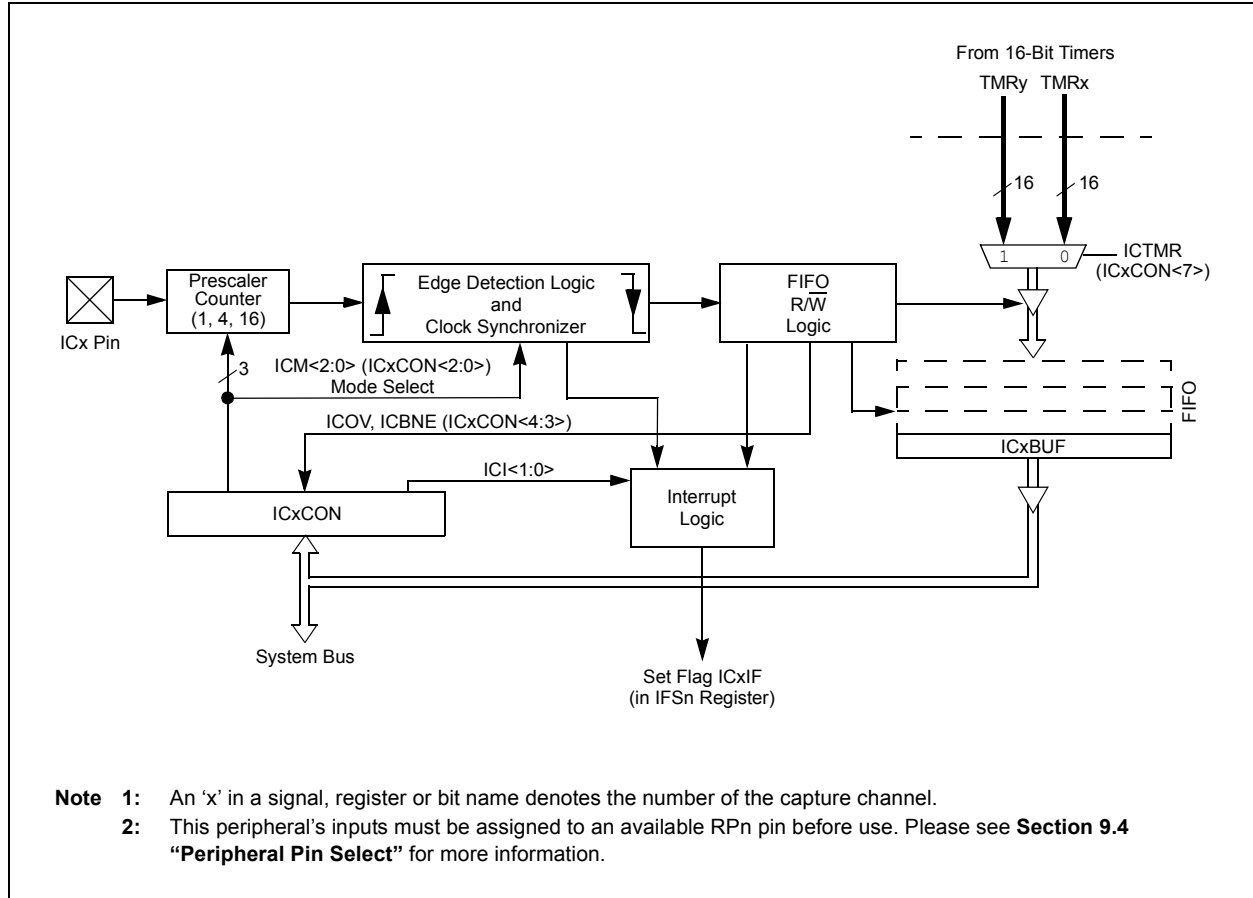 From 16-Bit Timers
TMRy TMRx
16 16
1 0
ICTMR
(ICxCON<7>)
Prescaler
Counter
(1, 4, 16)
Edge Detection Logic
and
Clock Synchronizer
FIFO
R/W̅
Logic
ICx Pin
3
ICM<2:0> (ICxCON<2:0>)
Mode Select
FIFO
ICOV, ICBNE (ICxCON<4:3>)
ICxBUF
ICI<1:0>
Interrupt
Logic
ICxCON
System Bus
Set Flag ICxIF
(in IFSn Register)
Note 1: An ‘x’ in a signal, register or bit name denotes the number of the capture channel.
2: This peripheral’s inputs must be assigned to an available RPn pin before use. Please see Section 9.4
“Peripheral Pin Select” for more information.